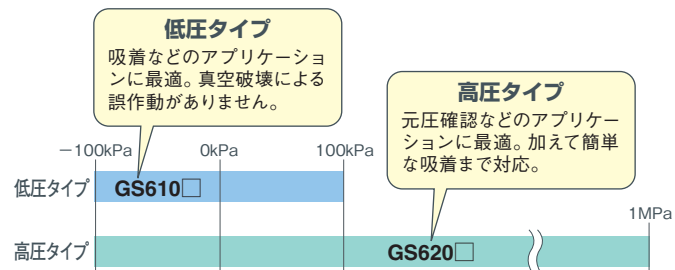 低圧タイプ
吸着などのアプリケーショ
ンに最適。真空破壊による
誤作動がありません。
高圧タイプ
元圧確認などのアプリケー
ションに最適。加えて簡単
な吸着まで対応。
−100kPa 0kPa 100kPa
低圧タイプ GS610□
1MPa
高圧タイプ GS620□